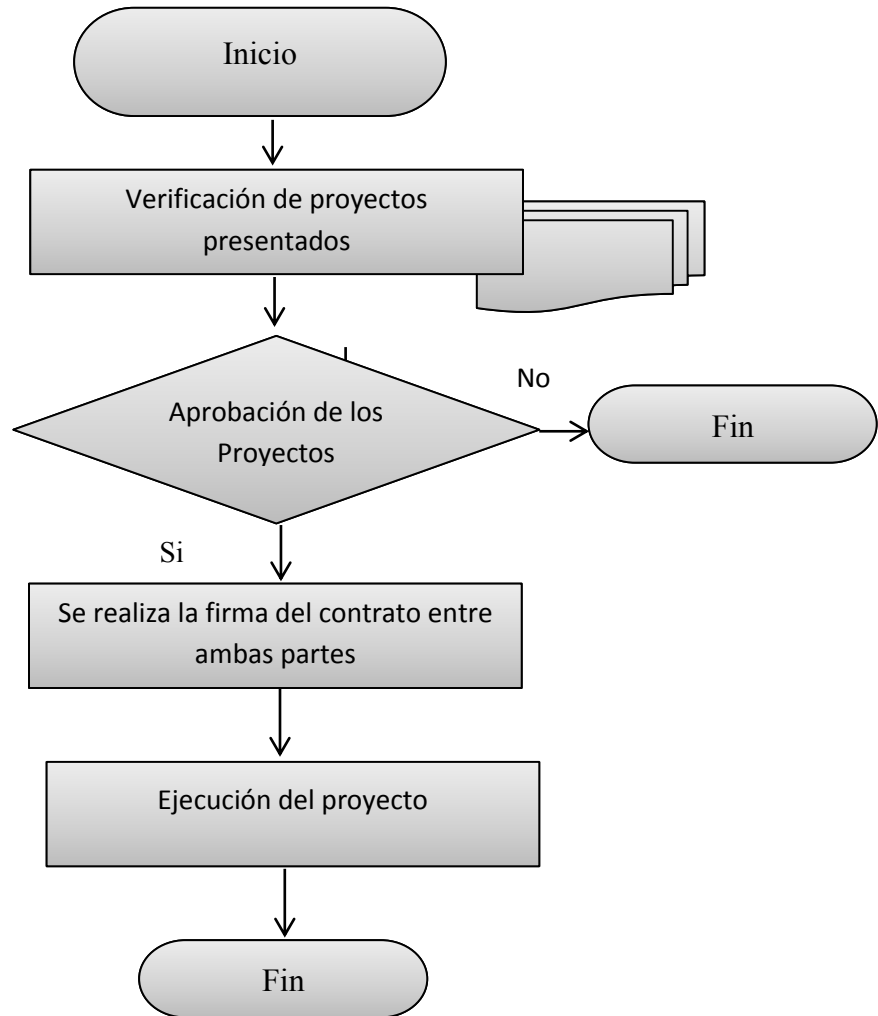 Inicio
Verificación de proyectos
presentados
Aprobación de los
Proyectos
No
Fin
Si
Se realiza la firma del contrato entre
ambas partes
Ejecución del proyecto
Fin